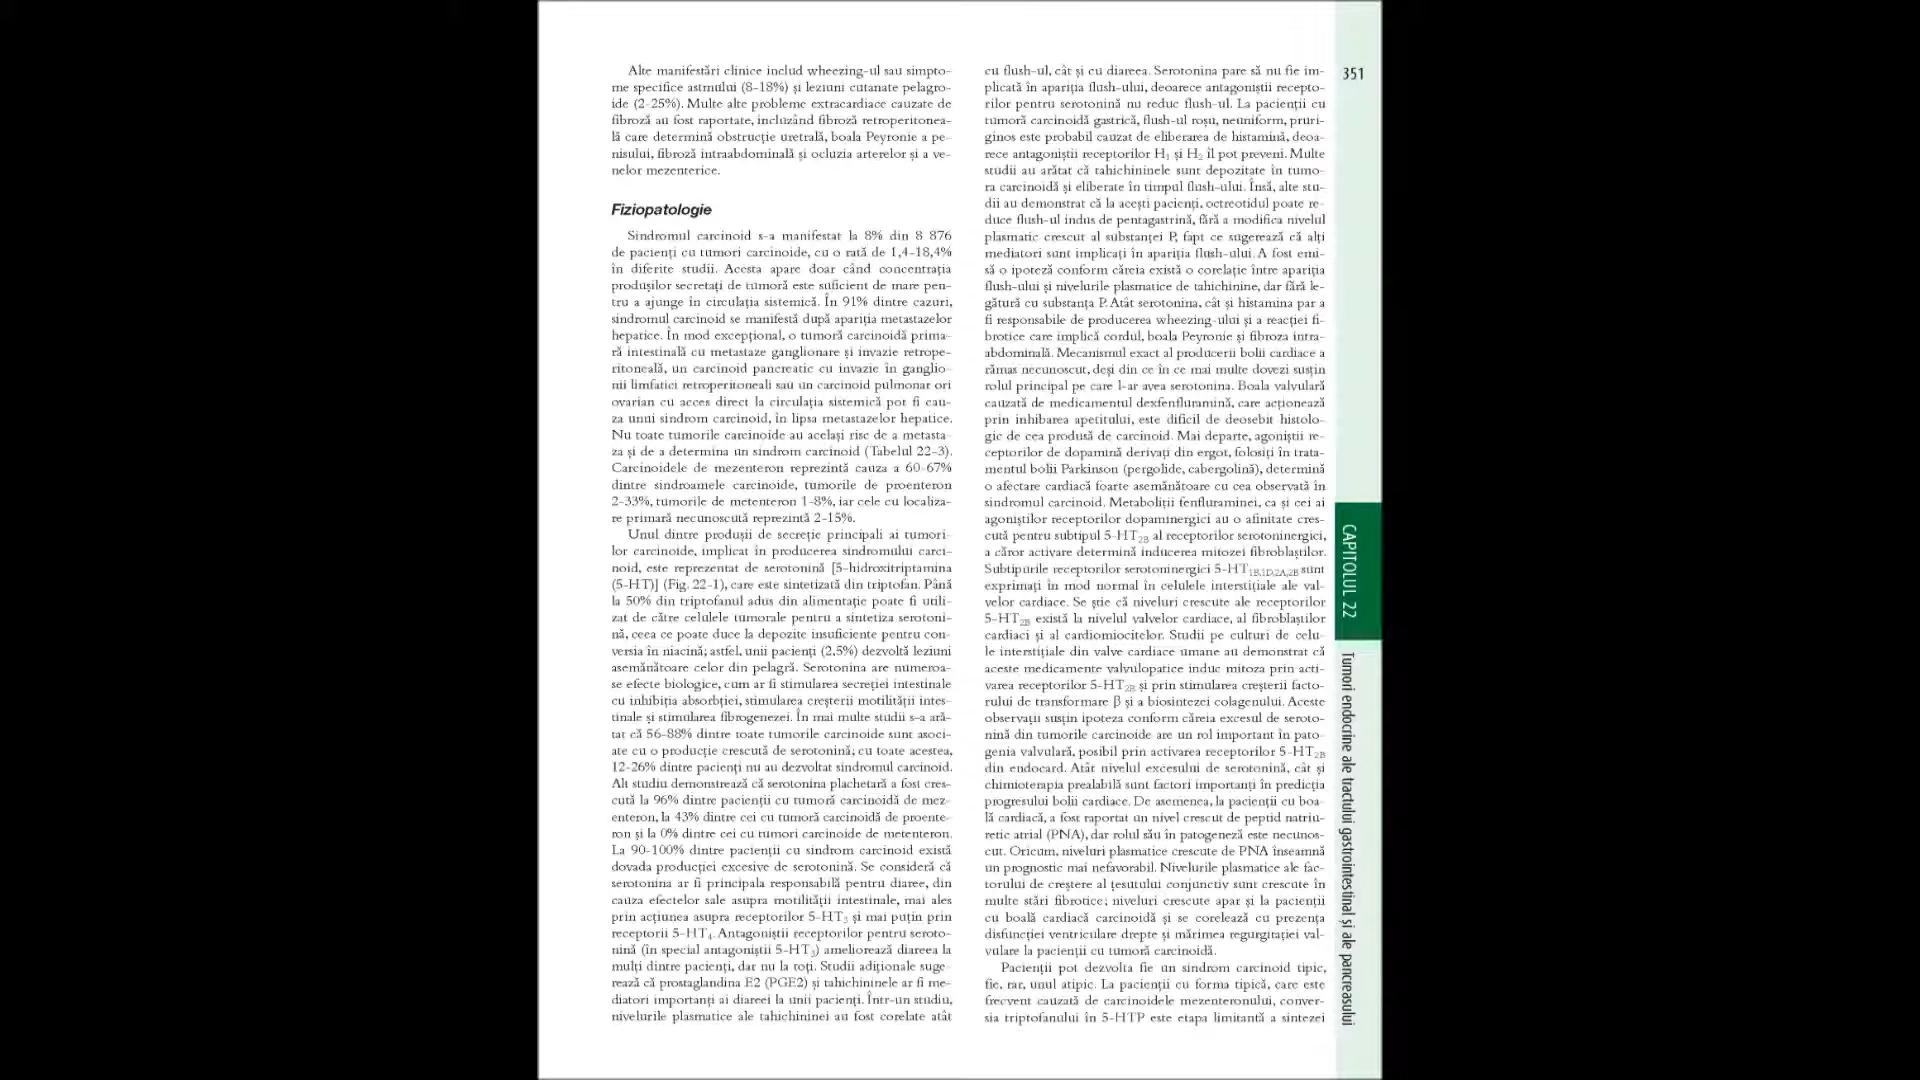 Alte manifestări clinice includ wheezing-ul sau simpto-
me specifice astmului (8-18%) și leziuni cutanate pelagro-
ide (2-25%). Multe alte probleme extracardiace cauzate de
fibroză au fost raportate, incluzând fibroză retroperitonea-
lă care determină obstrucție uretrală, boala Peyronie a pe-
nisului, fibroză intraabdominală și ocluzia arterelor și a ve-
nelor mezenterice.
Fiziopatologie
Sindromul carcinoid s-a manifestat la 8% din 8 876
de pacienți cu tumori carcinoide, cu o rată de 1,4-18,4%
în diferite studii. Acesta apare doar când concentrația
produșilor secretați de tumoră este suficient de mare pen-
tru a ajunge în circulația sistemică. În 91% dintre cazuri,
sindromul carcinoid se manifestă după apariția metastazelor
hepatice. În mod excepțional, o tumoră carcinoidă prima-
ră intestinală cu metastaze ganglionare și invazie retrope-
ritoneală, un carcinoid pancreatic cu invazie în ganglio-
nii limfatici retroperitoneali sau un carcinoid pulmonar ori
ovarian cu acces direct la circulația sistemică pot fi cau-
za unui sindrom carcinoid, în lipsa metastazelor hepatice.
Nu toate tumorile carcinoide au același risc de a metasta-
za și de a determina un sindrom carcinoid (Tabelul 22-3).
Carcinoidele de mezenteron reprezintă cauza a 60-67%
dintre sindroamele carcinoide, tumorile de proenteron
2-33%, tumorile de metenteron 1-8%, iar cele cu localiza-
re primară necunoscută reprezintă 2-15%.
Unul dintre produșii de secreție principali ai tumori-
lor carcinoide, implicat în producerea sindromului carci-
noid, este reprezentat de serotonină [5-hidroxitriptamina
(5-HT)] (Fig. 22-1), care este sintetizată din triptofan. Până
la 50% din triptofanul adus din alimentație poate fi utili-
zat de către celulele tumorale pentru a sintetiza serotoni-
nă, ceea ce poate duce la depozite insuficiente pentru con-
versia în niacină; astfel, unii pacienți (2,5%) dezvoltă leziuni
asemănătoare celor din pelagră. Serotonina are numeroa-
se efecte biologice, cum ar fi stimularea secreției intestinale
cu inhibiția absorbției, stimularea creșterii motilității intes-
tinale și stimularea fibrogenezei. În mai multe studii s-a ară-
tat că 56-88% dintre toate tumorile carcinoide sunt asoci-
ate cu o producție crescută de serotonină; cu toate acestea,
12-26% dintre pacienți nu au dezvoltat sindromul carcinoid.
Alt studiu demonstrează că serotonina plachetară a fost cres-
cută la 96% dintre pacienții cu tumoră carcinoidă de mez-
enteron, la 43% dintre cei cu tumoră carcinoidă de proente-
ron și la 0% dintre cei cu tumori carcinoide de metenteron.
La 90-100% dintre pacienții cu sindrom carcinoid există
dovada producției excesive de serotonină. Se consideră că
serotonina ar fi principala responsabilă pentru diaree, din
cauza efectelor sale asupra motilității intestinale, mai ales
prin acțiunea asupra receptorilor 5-HT₃ și mai puțin prin
receptorii 5-HT₄. Antagoniștii receptorilor pentru seroto-
nină (în special antagoniștii 5-HT₃) ameliorează diareea la
mulți dintre pacienți, dar nu la toți. Studii adiționale suge-
rează că prostaglandina E2 (PGE2) și tahichininele ar fi me-
diatori importanți ai diareei la unii pacienți. Într-un studiu,
nivelurile plasmatice ale tahichininei au fost corelate atât
cu flush-ul, cât și cu diareea. Serotonina pare să nu fie im-
plicată în apariția flush-ului, deoarece antagoniștii recepto-
rilor pentru serotonină nu reduc flush-ul. La pacienții cu
tumoră carcinoidă gastrică, flush-ul roșu, neuniform, pruri-
ginos este probabil cauzat de eliberarea de histamină, deoa-
rece antagoniștii receptorilor H₁ și H₂ îl pot preveni. Multe
studii au arătat că tahichininele sunt depozitate în tumo-
ra carcinoidă și eliberate în timpul flush-ului. Însă, alte stu-
dii au demonstrat că la acești pacienți, octreotidul poate re-
duce flush-ul indus de pentagastrină, fără a modifica nivelul
plasmatic crescut al substanței P, fapt ce sugerează că alți
mediatori sunt implicați în apariția flush-ului. A fost emi-
să o ipoteză conform căreia există o corelație între apariția
flush-ului și nivelurile plasmatice de tahichinine, dar fără le-
gătură cu substanța P. Atât serotonina, cât și histamina par a
fi responsabile de producerea wheezing-ului și a reacției fi-
brotice care implică cordul, boala Peyronie și fibroza intra-
abdominală. Mecanismul exact al producerii bolii cardiace a
rămas necunoscut, deși din ce în ce mai multe dovezi susțin
rolul principal pe care l-ar avea serotonina. Boala valvulară
cauzată de medicamentul dexfenfluramină, care acționează
prin inhibarea apetitului, este dificil de deosebit histolo-
gic de cea produsă de carcinoid. Mai departe, agoniștii re-
ceptorilor de dopamină derivați din ergot, folosiți în trata-
mentul bolii Parkinson (pergolide, cabergolină), determină
o afectare cardiacă foarte asemănătoare cu cea observată în
sindromul carcinoid. Metaboliții fenfluraminei, ca și cei ai
agoniștilor receptorilor dopaminergici au o afinitate cres-
cută pentru subtipul 5-HT₂B al receptorilor serotoninergici,
a căror activare determină inducerea mitozei fibroblaștilor.
Subtipurile receptorilor serotoninergici 5-HT1B,1D,2A,2B sunt
exprimați în mod normal în celulele interstițiale ale val-
velor cardiace. Se știe că niveluri crescute ale receptorilor
5-HT₂B există la nivelul valvelor cardiace, al fibroblaștilor
cardiaci și al cardiomiocitelor. Studii pe culturi de celu-
le interstițiale din valve cardiace umane au demonstrat că
aceste medicamente valvulopatice induc mitoza prin acti-
varea receptorilor 5-HT₂B și prin stimularea creșterii facto-
rului de transformare β și a biosintezei colagenului. Aceste
observații susțin ipoteza conform căreia excesul de seroto-
nină din tumorile carcinoide are un rol important în pato-
genia valvulară, posibil prin activarea receptorilor 5-HT₂B
din endocard. Atât nivelul excesului de serotonină, cât și
chimioterapia prealabilă sunt factori importanți în predicția
progresului bolii cardiace. De asemenea, la pacienții cu boa-
lă cardiacă, a fost raportat un nivel crescut de peptid natriu-
retic atrial (PNA), dar rolul său în patogeneză este necunos-
cut. Oricum, niveluri plasmatice crescute de PNA înseamnă
un prognostic mai nefavorabil. Nivelurile plasmatice ale fac-
torului de creștere al țesutului conjunctiv sunt crescute în
multe stări fibrotice; niveluri crescute apar și la pacienții
cu boală cardiacă carcinoidă și se corelează cu prezența
disfuncției ventriculare drepte și mărimea regurgitației val-
vulare la pacienții cu tumoră carcinoidă.
Pacienții pot dezvolta fie un sindrom carcinoid tipic,
fie, rar, unul atipic. La pacienții cu forma tipică, care este
frecvent cauzată de carcinoidele mezenteronului, conver-
sia triptofanului în 5-HTP este etapa limitantă a sintezei
351
CAPITOLUL 22
Tumori endocrine ale tractului gastrointestinal și ale pancreasului